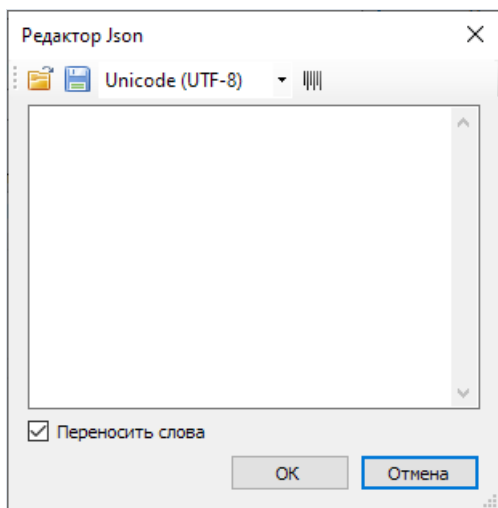 Редактор Json
Unicode (UTF-8)
Переносить слова
OK
Отмена